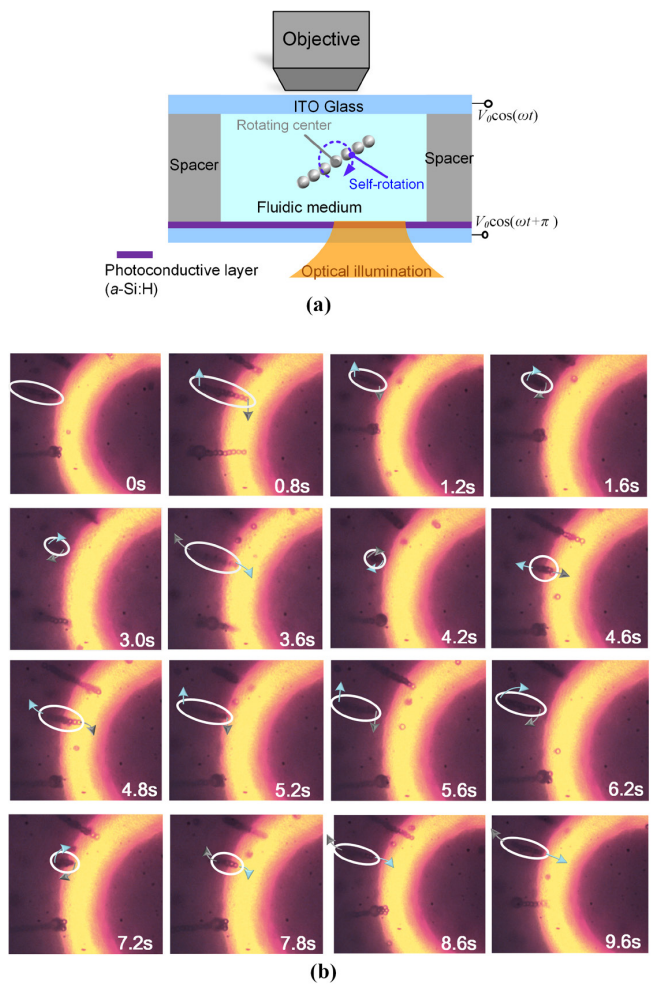 Objective
ITO Glass
V₀cos(ωt)
Rotating center
Spacer
Spacer
Self-rotation
Fluidic medium
V₀cos(ωt+π )
Photoconductive layer
(a-Si:H)
Optical illumination
(a)
0s
0.8s
1.2s
1.6s
3.0s
3.6s
4.2s
4.6s
4.8s
5.2s
5.6s
6.2s
7.2s
7.8s
8.6s
9.6s
(b)